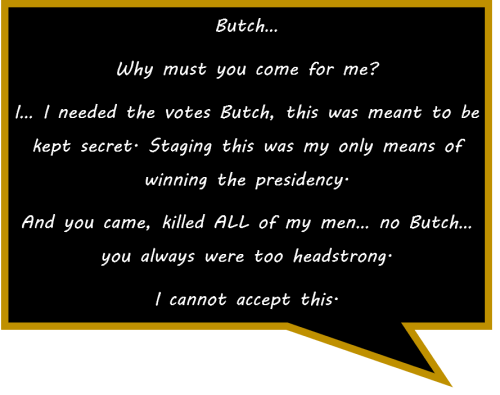 Butch...
Why must you come for me?
I... I needed the votes Butch, this was meant to be
kept secret. Staging this was my only means of
winning the presidency.
And you came, killed ALL of my men... no Butch...
you always were too headstrong.
I cannot accept this.